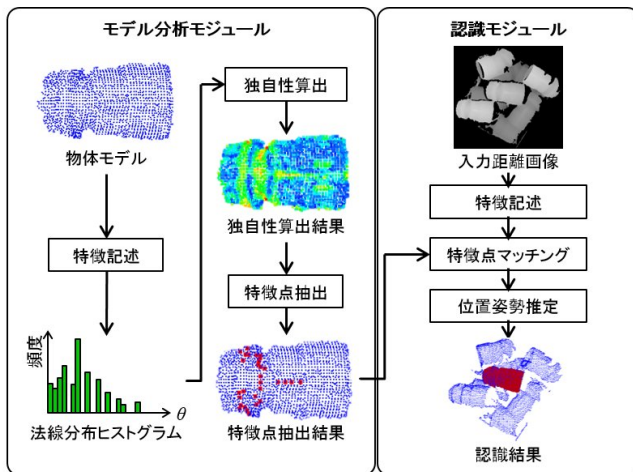 モデル分析モジュール
物体モデル
特徴記述
頻度
θ
法線分布ヒストグラム
独自性算出
独自性算出結果
特徴点抽出
特徴点抽出結果
認識モジュール
入力距離画像
特徴記述
特徴点マッチング
位置姿勢推定
認識結果